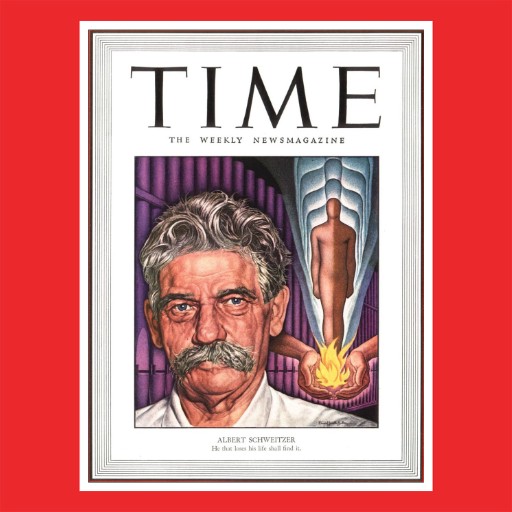 TIME
THE WEEKLY NEWSMAGAZINE
ALBERT SCHWEITZER
He that loses his life shall find it.